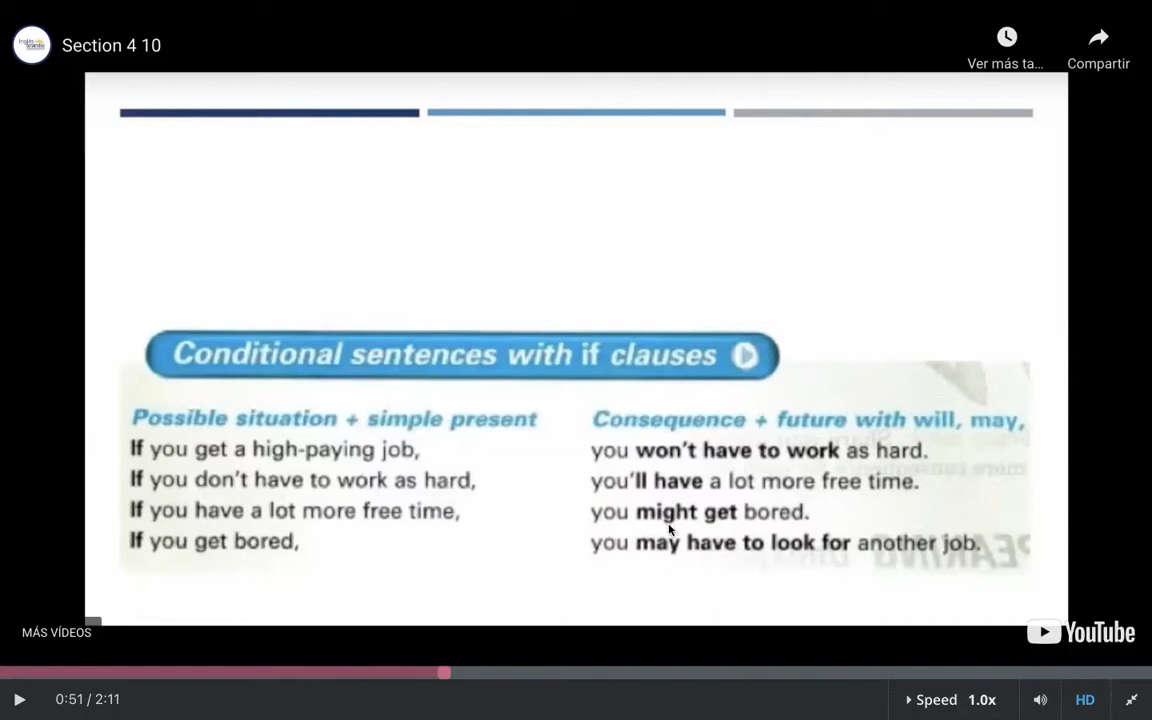 Section 4 10
Ver más ta...
Compartir
Conditional sentences with if clauses
Possible situation + simple present
If you get a high-paying job,
If you don't have to work as hard,
If you have a lot more free time,
If you get bored,
Consequence + future with will, may,
you won't have to work as hard.
you'll have a lot more free time.
you might get bored.
you may have to look for another job.
MÁS VÍDEOS
YouTube
0:51 / 2:11
Speed 1.0x
HD